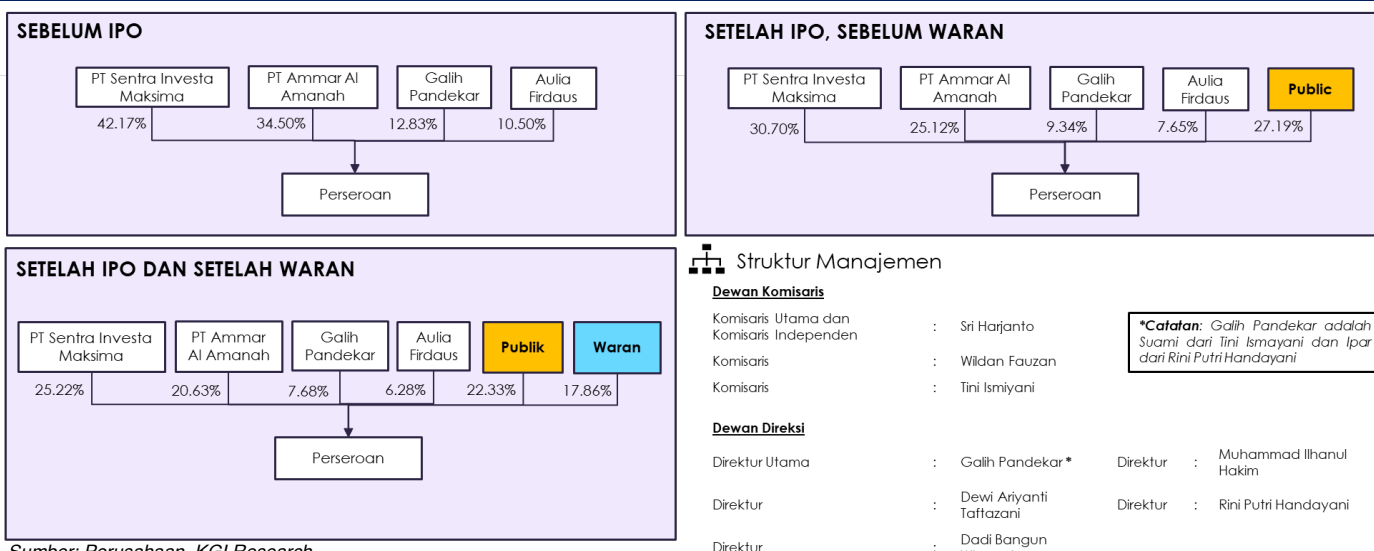 SEBELUM IPO
PT Sentra Investa
Maksima
PT Ammar Al
Amanah
Galih
Pandekar
Aulia
Firdaus
42.17%
34.50%
12.83%
10.50%
Perseroan
SETELAH IPO, SEBELUM WARAN
PT Sentra Investa
Maksima
PT Ammar Al
Amanah
Galih
Pandekar
Aulia
Firdaus
Public
30.70%
25.12%
9.34%
7.65%
27.19%
Perseroan
SETELAH IPO DAN SETELAH WARAN
PT Sentra Investa
Maksima
PT Ammar
Al Amanah
Galih
Pandekar
Aulia
Firdaus
Publik
Waran
25.22%
20.63%
7.68%
6.28%
22.33%
17.86%
Perseroan
Sumber: Perusahaan, KGI Research
Struktur Manajemen
Dewan Komisaris
Komisaris Utama dan
Komisaris Independen : Sri Harjanto
Komisaris : Wildan Fauzan
Komisaris : Tini Ismiyani
*Catatan: Galih Pandekar adalah
Suami dari Tini Ismayani dan Ipar
dari Rini Putri Handayani
Dewan Direksi
Direktur Utama : Galih Pandekar *
Direktur : Muhammad Ilhanul
Hakim
Direktur : Dewi Ariyanti
Taftazani
Direktur : Rini Putri Handayani
Direktur : Dadi Bangun